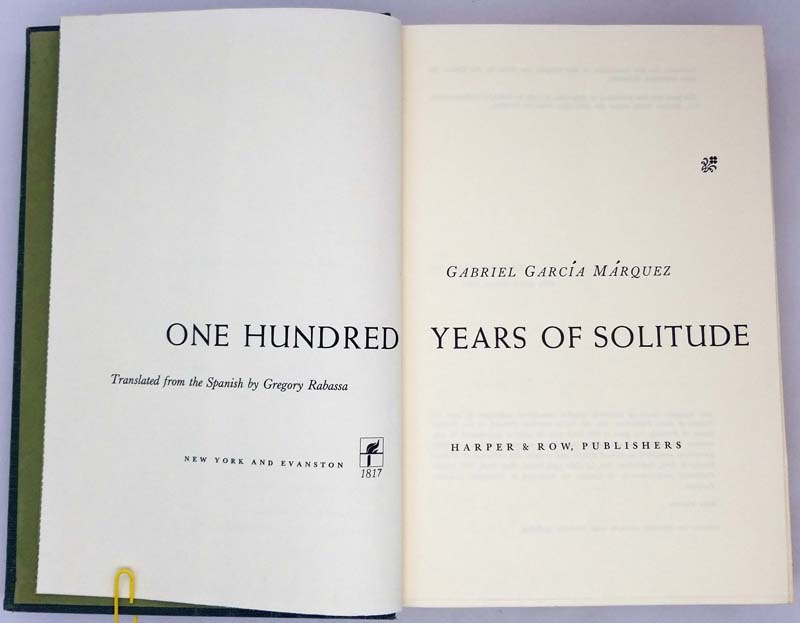 GABRIEL GARCÍA MÁRQUEZ
ONE HUNDRED YEARS OF SOLITUDE
Translated from the Spanish by Gregory Rabassa
NEW YORK AND EVANSTON
1817
HARPER & ROW, PUBLISHERS